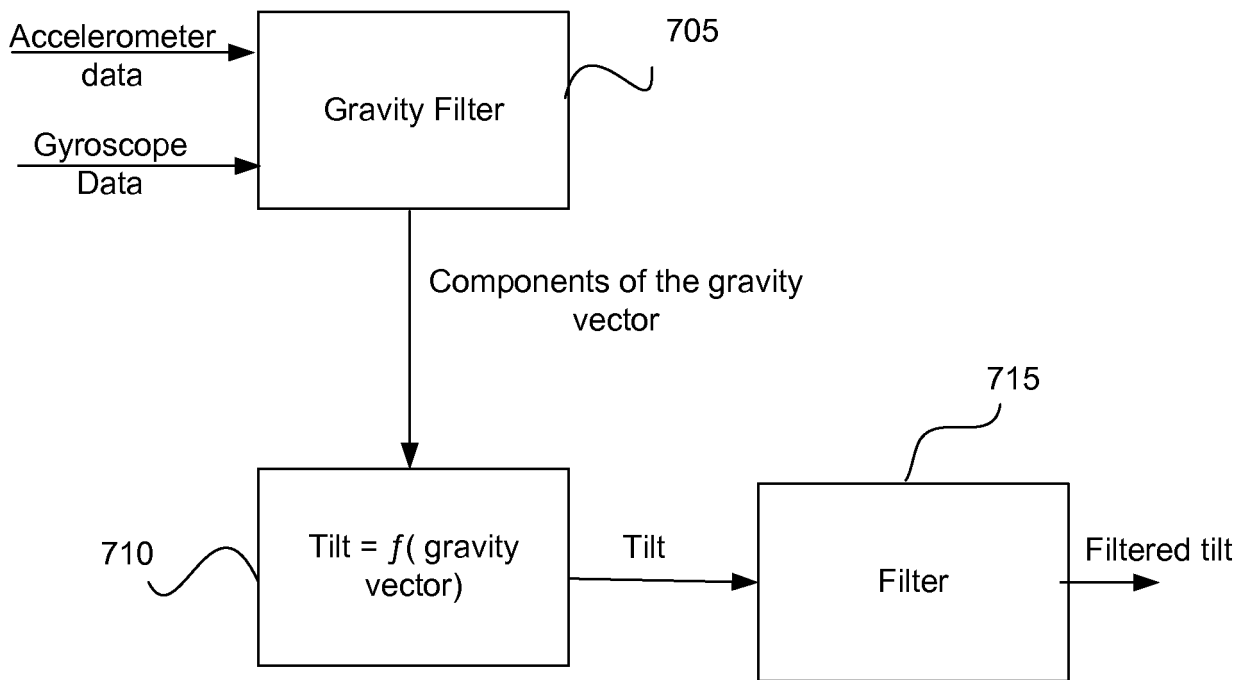 705
Accelerometer
data
Gravity Filter
Gyroscope
Data
Components of the gravity
vector
715
710
Tilt = ƒ( gravity
vector)
Tilt
Filter
Filtered tilt